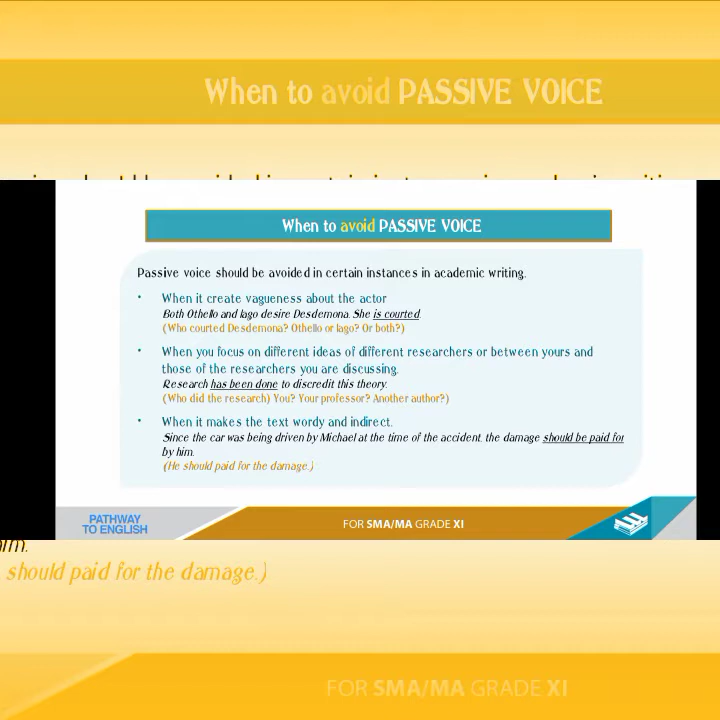 When to avoid PASSIVE VOICE
When to avoid PASSIVE VOICE
Passive voice should be avoided in certain instances in academic writing.
• When it create vagueness about the actor
Both Othello and Iago desire Desdemona. She is courted.
(Who courted Desdemona? Othello or Iago? Or both?)
• When you focus on different ideas of different researchers or between yours and
those of the researchers you are discussing.
Research has been done to discredit this theory.
(Who did the research) You? Your professor? Another author?)
• When it makes the text wordy and indirect.
Since the car was being driven by Michael at the time of the accident, the damage should be paid for
by him.
(He should paid for the damage.)
PATHWAY
TO ENGLISH
FOR SMA/MA GRADE XI
should paid for the damage.)
FOR SMA/MA GRADE XI